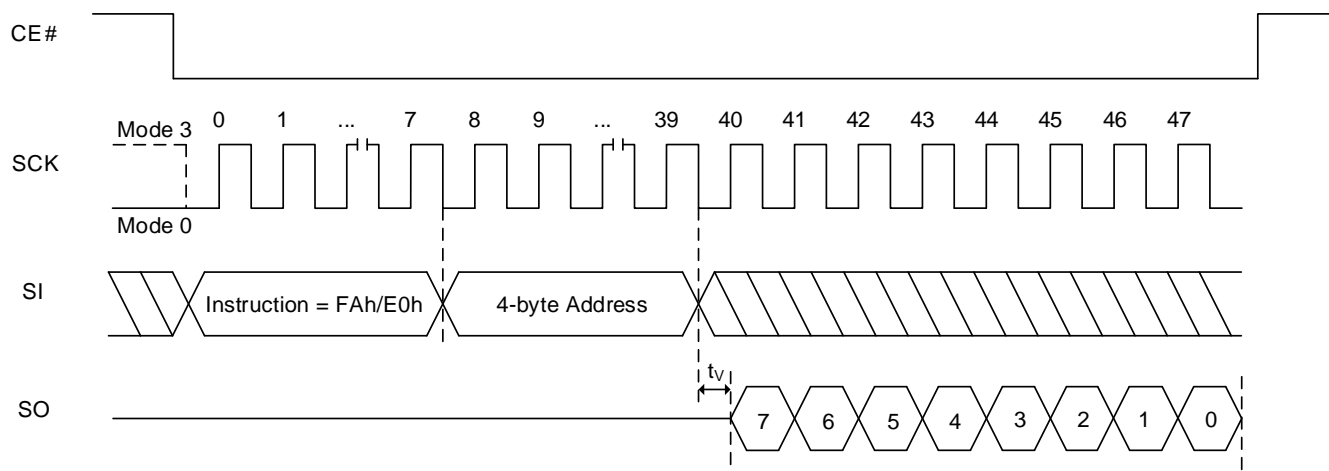 CE#
Mode 3 0 1 ... 7 8 9 ... 39 40 41 42 43 44 45 46 47
SCK
Mode 0
SI Instruction = FAh/E0h 4-byte Address
tV
SO 7 6 5 4 3 2 1 0